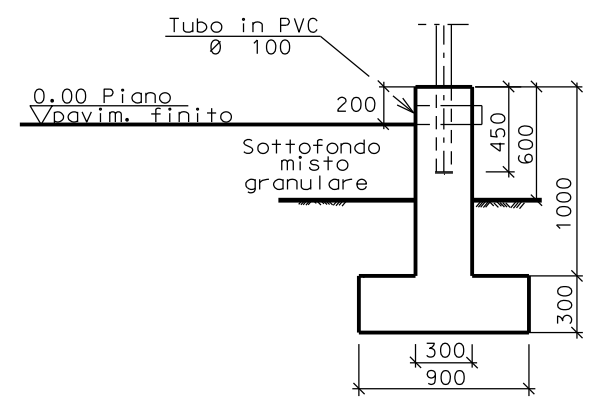 Tubo in PVC
Ø 100
0.00 Piano
pavim. finito
200
450
600
1000
Sottofondo
misto
granulare
300
300
900